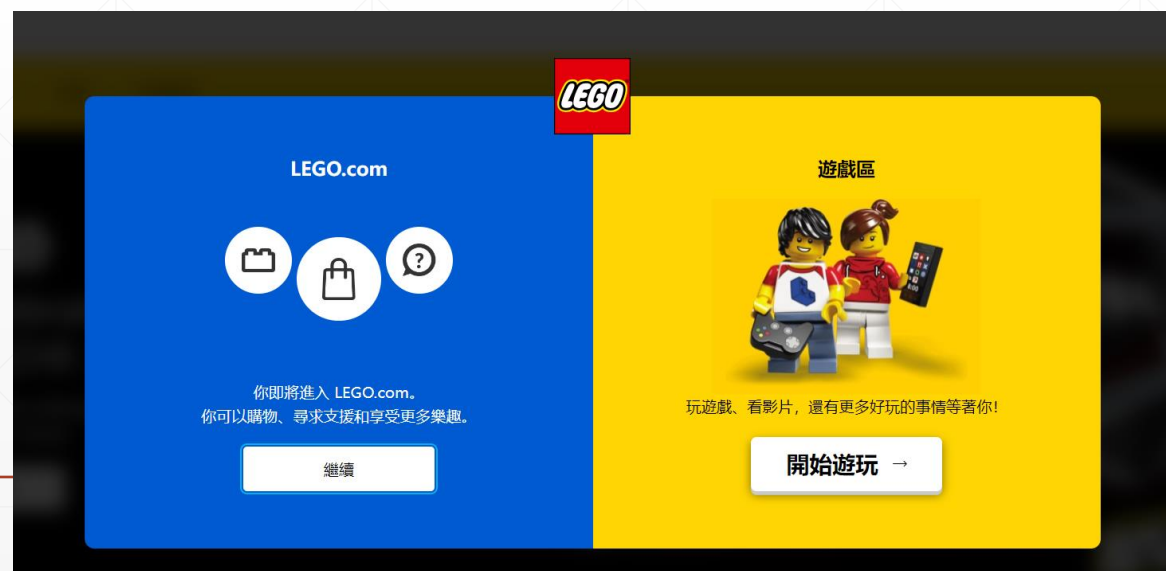 LEGO
LEGO.com
你即將進入 LEGO.com。
你可以購物、尋求支援和享受更多樂趣。
繼續
遊戲區
玩遊戲、看影片，還有更多好玩的事情等著你!
開始遊玩 →